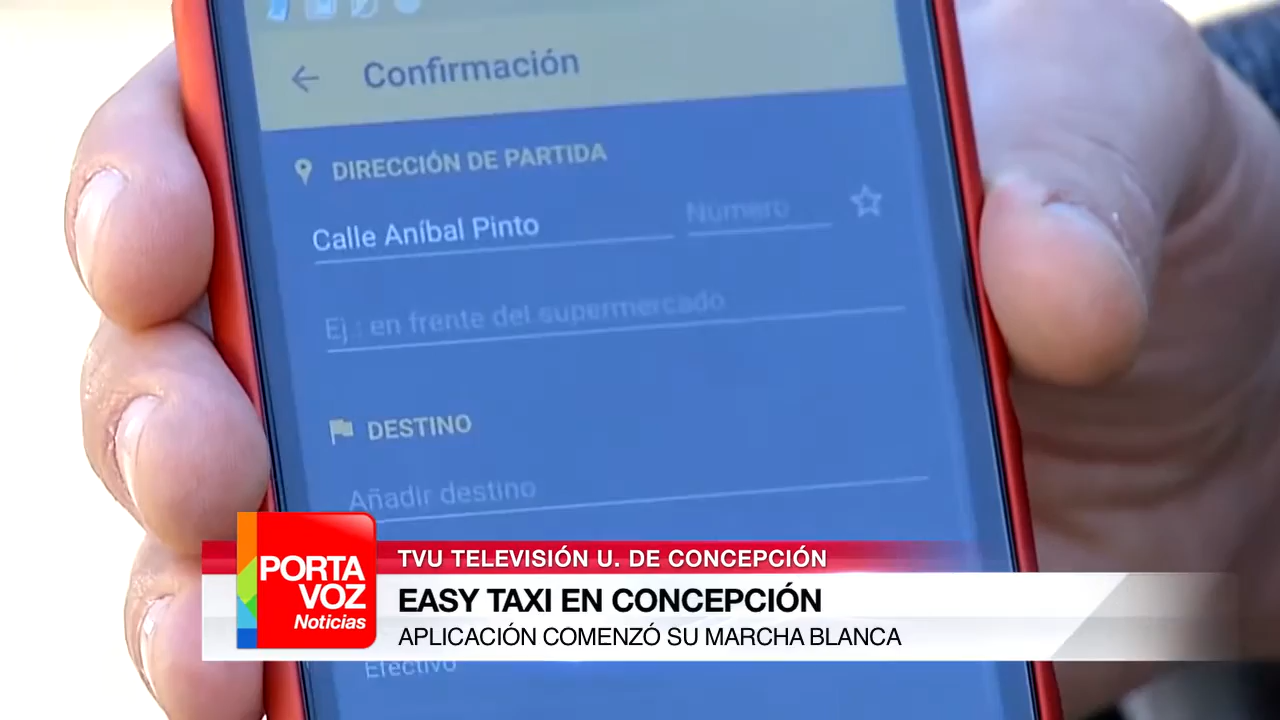 Confirmación
DIRECCIÓN DE PARTIDA
Calle Aníbal Pinto
Número
Ej.: en frente del supermercado
DESTINO
Añadir destino
TVU TELEVISIÓN U. DE CONCEPCIÓN
PORTA
VOZ
Noticias
EASY TAXI EN CONCEPCIÓN
APLICACIÓN COMENZÓ SU MARCHA BLANCA
Efectivo